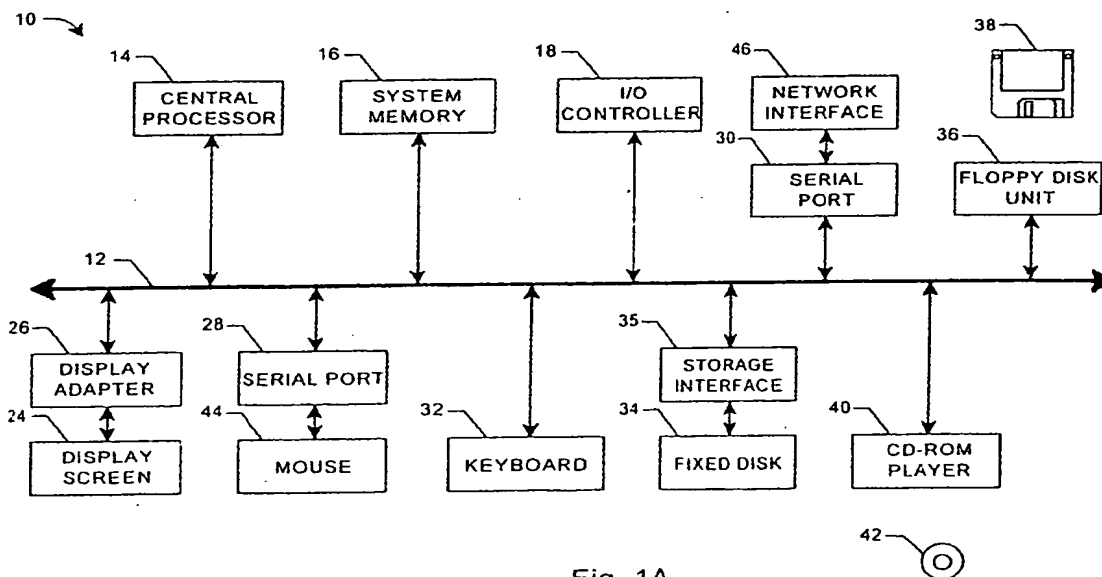 10
14
CENTRAL
PROCESSOR
16
SYSTEM
MEMORY
18
I/O
CONTROLLER
46
NETWORK
INTERFACE
38
30
SERIAL
PORT
36
FLOPPY DISK
UNIT
12
26
DISPLAY
ADAPTER
28
SERIAL PORT
35
STORAGE
INTERFACE
24
DISPLAY
SCREEN
44
MOUSE
32
KEYBOARD
34
FIXED DISK
40
CD-ROM
PLAYER
42
Fig. 1A